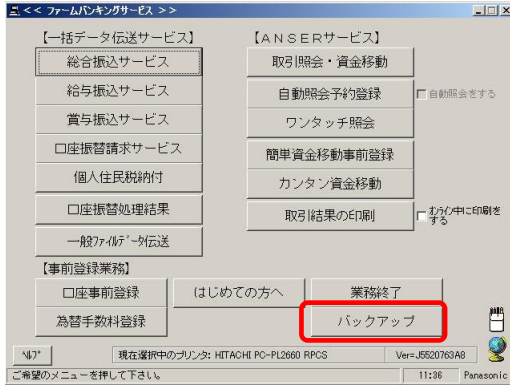 << ファームバンキングサービス >>
【一括データ伝送サービス】
総合振込サービス
給与振込サービス
賞与振込サービス
口座振替請求サービス
個人住民税納付
口座振替処理結果
一般ファイルデータ伝送
【ANSERサービス】
取引照会・資金移動
自動照会予約登録
自動照会をする
ワンタッチ照会
簡単資金移動事前登録
カンタン資金移動
取引結果の印刷
オンライン中に印刷を
する
【事前登録業務】
口座事前登録
はじめての方へ
業務終了
為替手数料登録
バックアップ
ヘルプ
現在選択中のプリンタ: HITACHI PC-PL2660 RPCS
Ver=J5520763A8
ご希望のメニューを押して下さい。
11:36
Panasonic